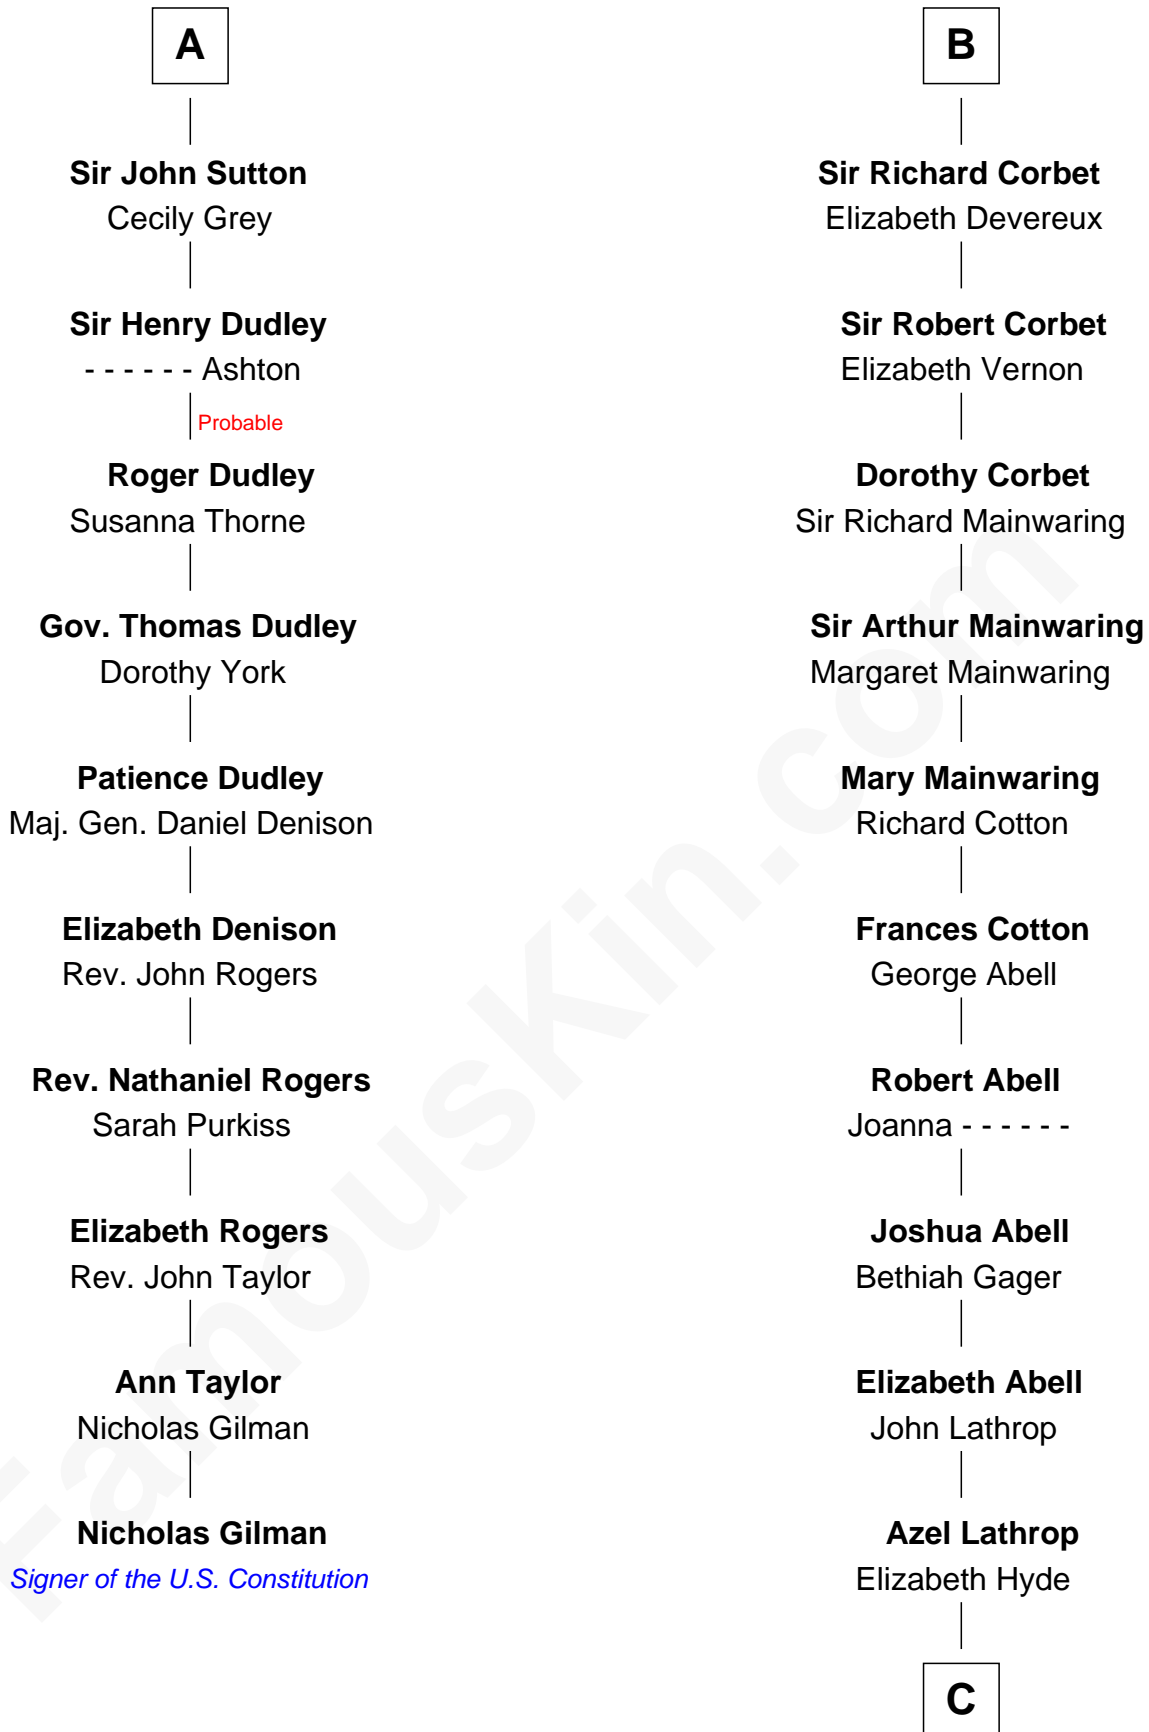 A
Sir John Sutton
Cecily Grey
Sir Henry Dudley
- - - - - - Ashton
Probable
Roger Dudley
Susanna Thorne
Gov. Thomas Dudley
Dorothy York
Patience Dudley
Maj. Gen. Daniel Denison
Elizabeth Denison
Rev. John Rogers
Rev. Nathaniel Rogers
Sarah Purkiss
Elizabeth Rogers
Rev. John Taylor
Ann Taylor
Nicholas Gilman
Nicholas Gilman
Signer of the U.S. Constitution
B
Sir Richard Corbet
Elizabeth Devereux
Sir Robert Corbet
Elizabeth Vernon
Dorothy Corbet
Sir Richard Mainwaring
Sir Arthur Mainwaring
Margaret Mainwaring
Mary Mainwaring
Richard Cotton
Frances Cotton
George Abell
Robert Abell
Joanna - - - - - -
Joshua Abell
Bethiah Gager
Elizabeth Abell
John Lathrop
Azel Lathrop
Elizabeth Hyde
C
FamousKin.com